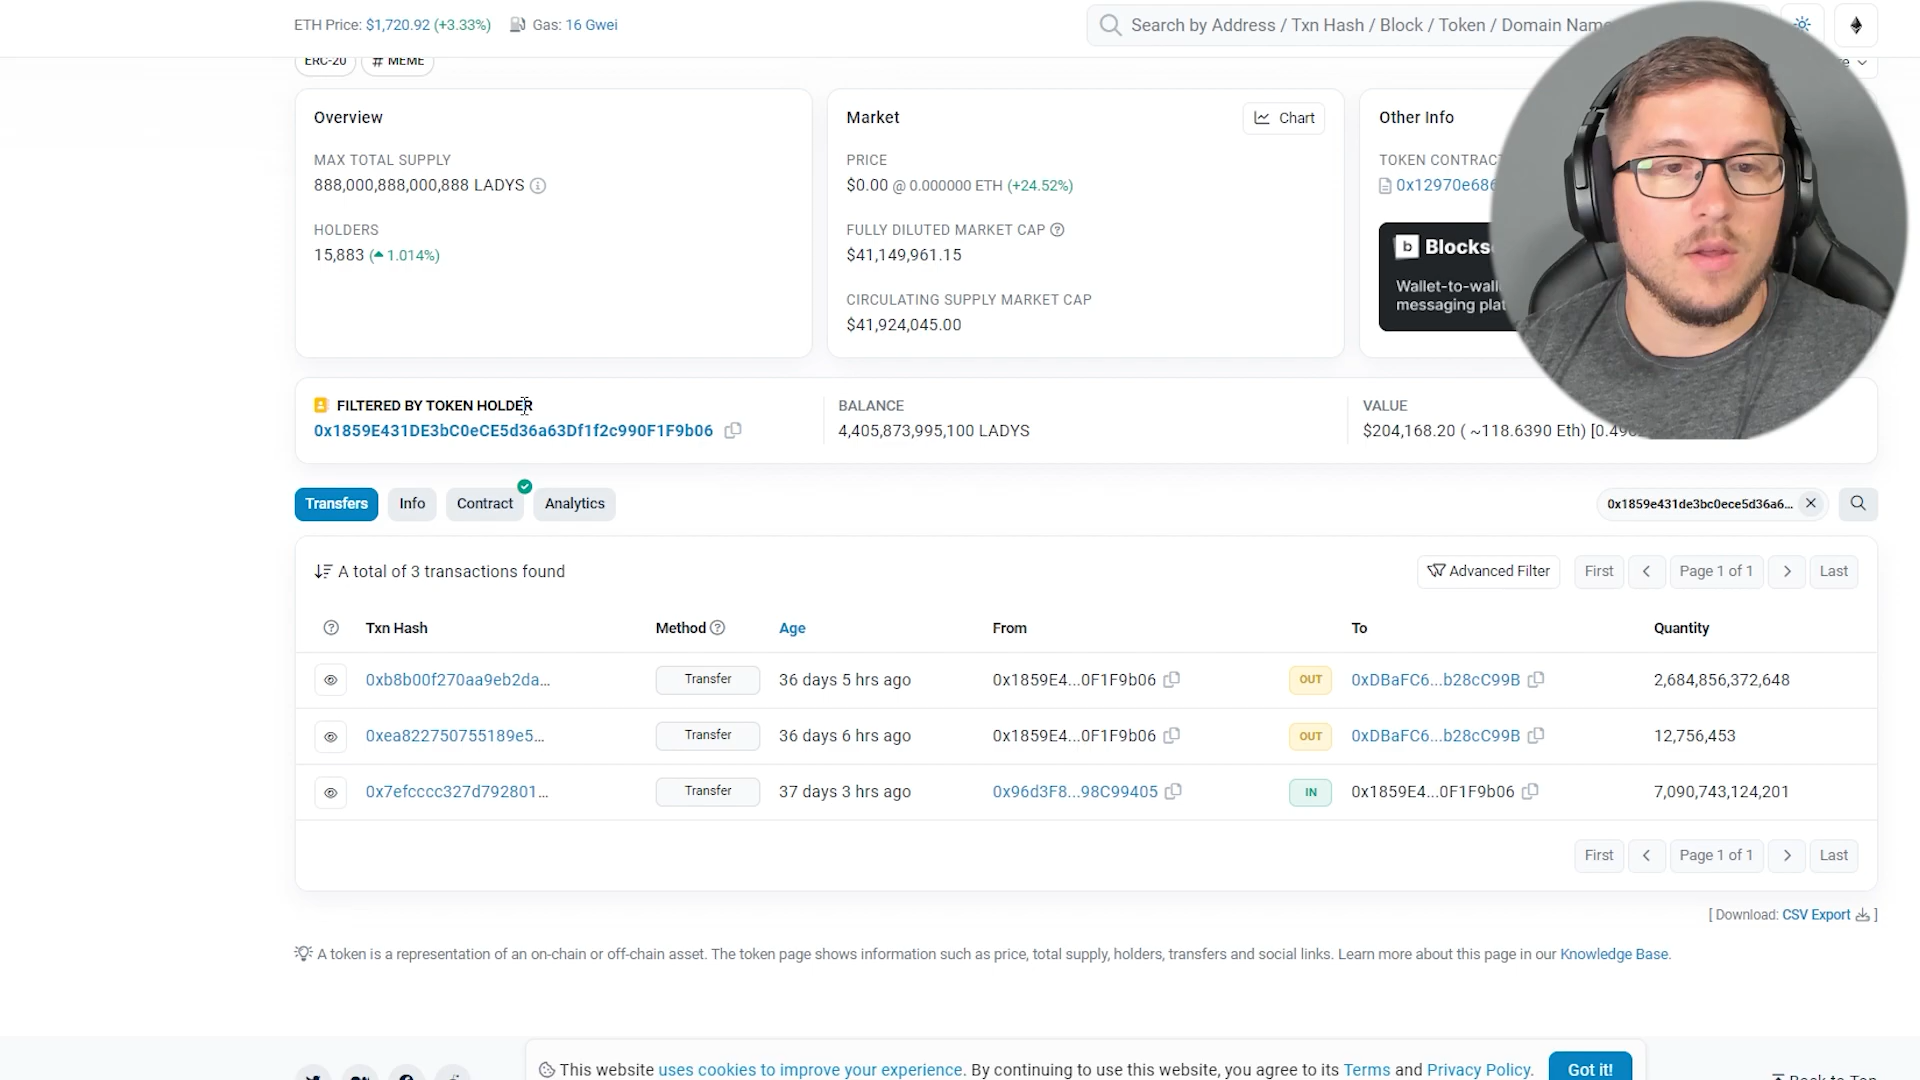 ETH Price: $1,720.92 (+3.33%) Gas: 16 Gwei
Search by Address / Txn Hash / Block / Token / Domain Name
ERC-20 # MEME
Overview
MAX TOTAL SUPPLY
888,000,888,000,888 LADYS
HOLDERS
15,883 (1.014%)
Market
Chart
PRICE
$0.00 @ 0.000000 ETH (+24.52%)
FULLY DILUTED MARKET CAP
$41,149,961.15
CIRCULATING SUPPLY MARKET CAP
$41,924,045.00
Other Info
TOKEN CONTRAC
0x12970e686
b Blocks
Wallet-to-wall
messaging plat
FILTERED BY TOKEN HOLDER
0x1859E431DE3bC0eCE5d36a63Df1f2c990F1F9b06
BALANCE
4,405,873,995,100 LADYS
VALUE
$204,168.20 ( ~118.6390 Eth)
Transfers Info Contract Analytics
0x1859e431de3bc0ece5d36a6...
A total of 3 transactions found
Advanced Filter First Page 1 of 1 Last
Txn Hash Method Age From To Quantity
0xb8b00f270aa9eb2da... Transfer 36 days 5 hrs ago 0x1859E4...0F1F9b06 OUT 0xDBaFC6...b28cC99B 2,684,856,372,648
0xea822750755189e5... Transfer 36 days 6 hrs ago 0x1859E4...0F1F9b06 OUT 0xDBaFC6...b28cC99B 12,756,453
0x7efcccc327d792801... Transfer 37 days 3 hrs ago 0x96d3F8...98C99405 IN 0x1859E4...0F1F9b06 7,090,743,124,201
First Page 1 of 1 Last
[ Download: CSV Export ]
A token is a representation of an on-chain or off-chain asset. The token page shows information such as price, total supply, holders, transfers and social links. Learn more about this page in our Knowledge Base.
This website uses cookies to improve your experience. By continuing to use this website, you agree to its Terms and Privacy Policy. Got it!
Back to Top